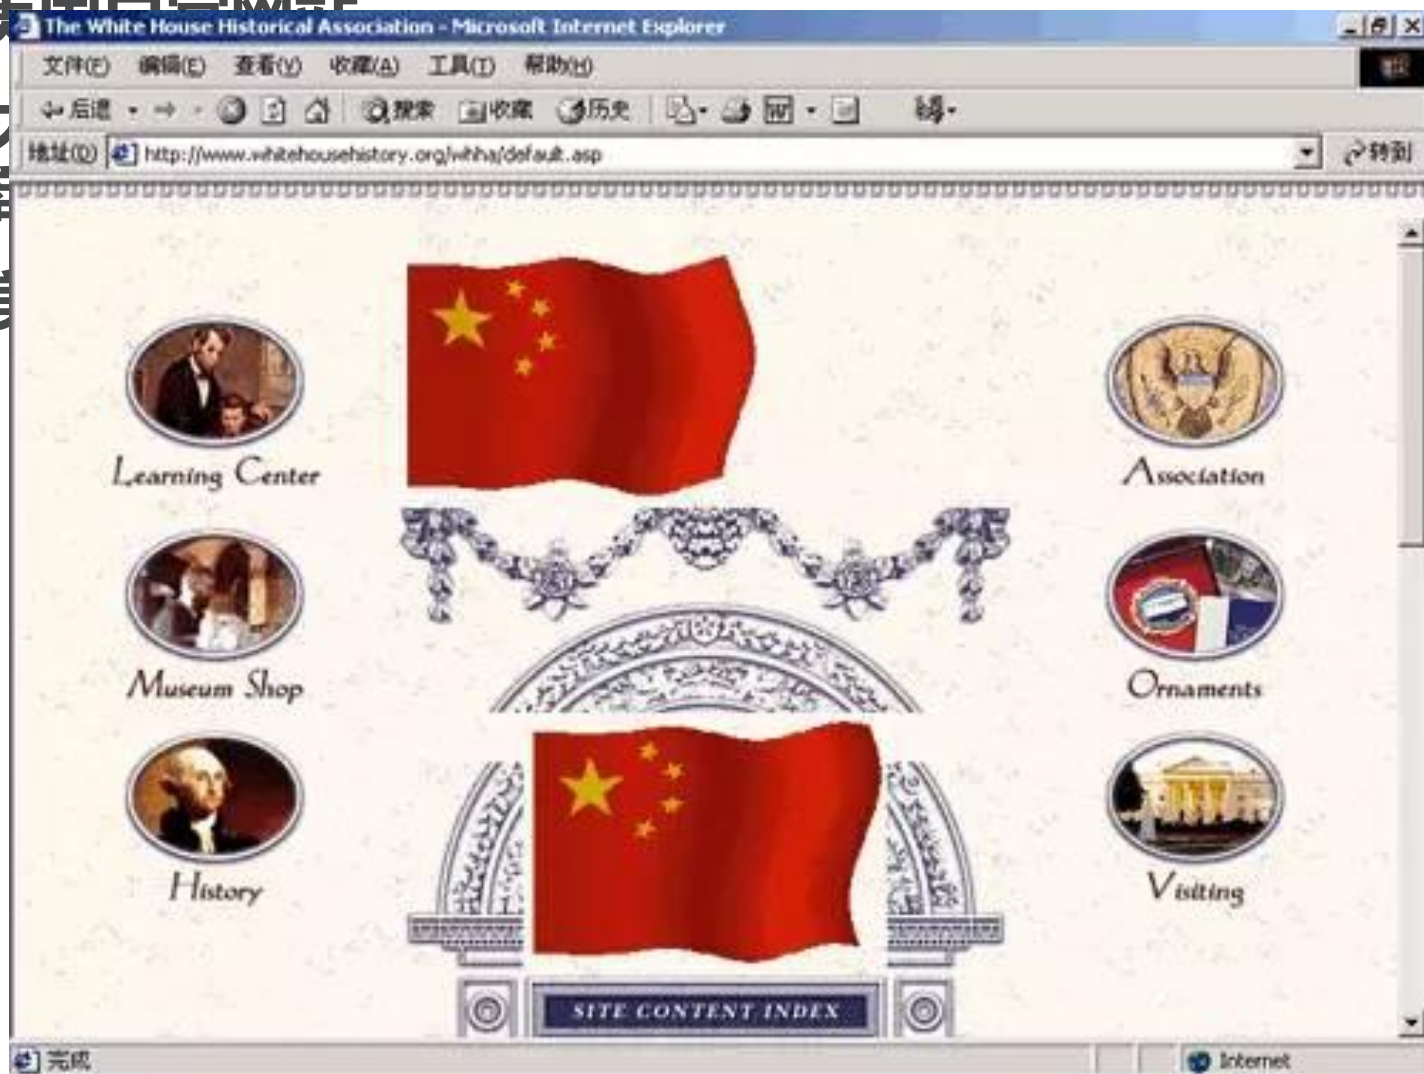 The White House Historical Association - Microsoft Internet Explorer
文件(F) 编辑(E) 查看(V) 收藏(A) 工具(T) 帮助(H)
后退 搜索 收藏 历史
地址(D) http://www.whitehousehistory.org/whha/default.asp 转到
Learning Center
Association
Museum Shop
Ornaments
History
Visiting
SITE CONTENT INDEX
完成 Internet